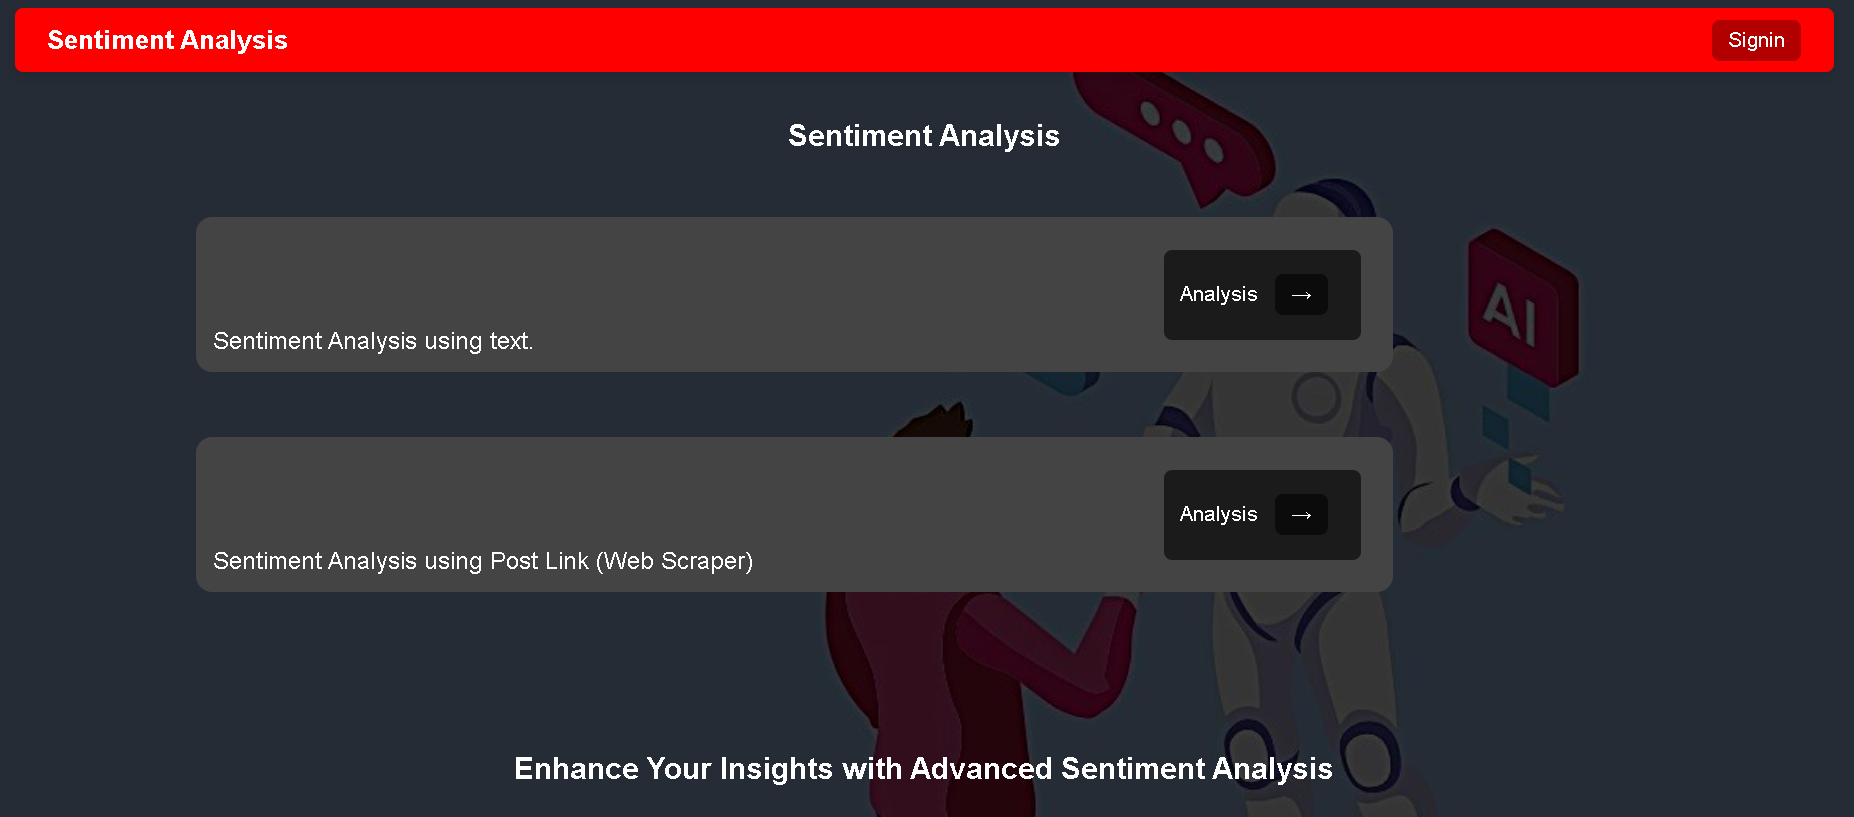 Sentiment Analysis
Signin
Sentiment Analysis
Analysis →
Sentiment Analysis using text.
AI
Analysis →
Sentiment Analysis using Post Link (Web Scraper)
Enhance Your Insights with Advanced Sentiment Analysis